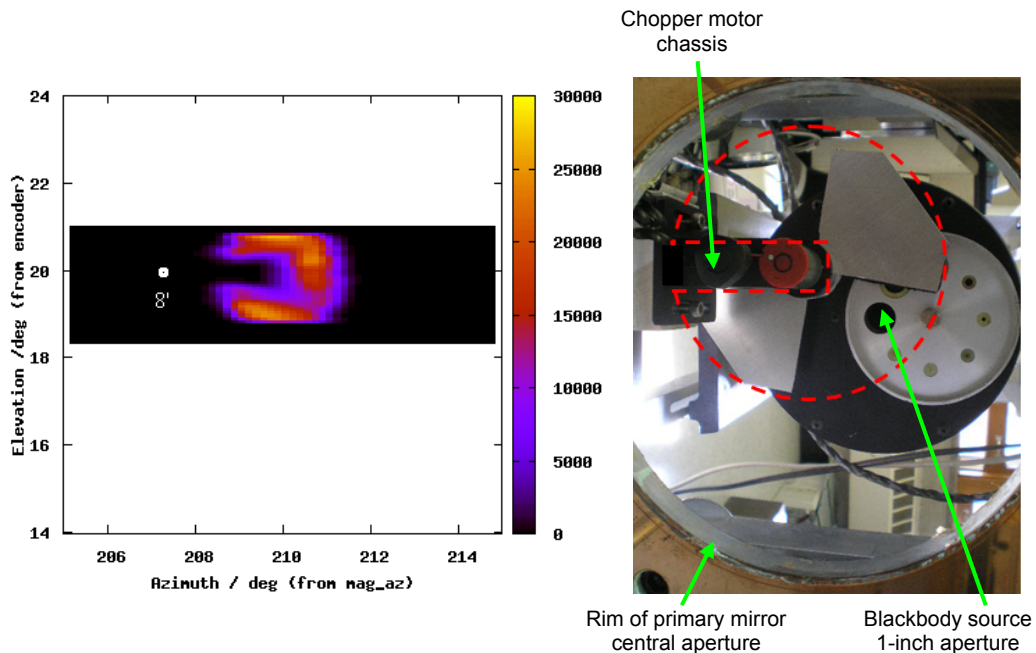 Chopper motor
chassis
24
22
20
18
16
14
206
208
210
212
214
Elevation /deg (from encoder)
Azimuth / deg (from mag_az)
8'
30000
25000
20000
15000
10000
5000
0
Rim of primary mirror
central aperture
Blackbody source
1-inch aperture